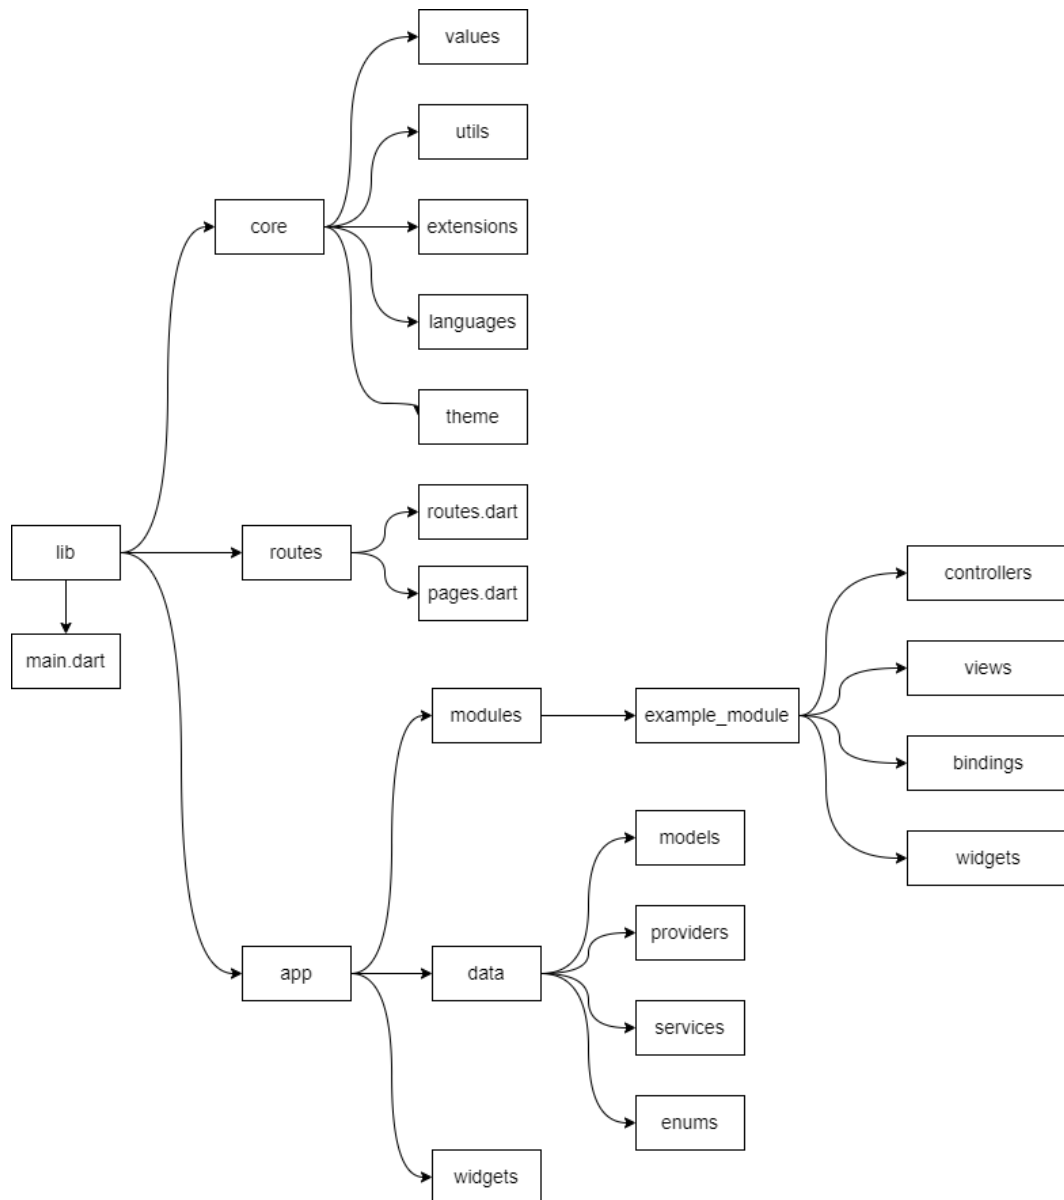 values
utils
core
extensions
languages
theme
routes.dart
lib
routes
pages.dart
controllers
main.dart
views
modules
example_module
bindings
models
widgets
providers
app
data
services
enums
widgets